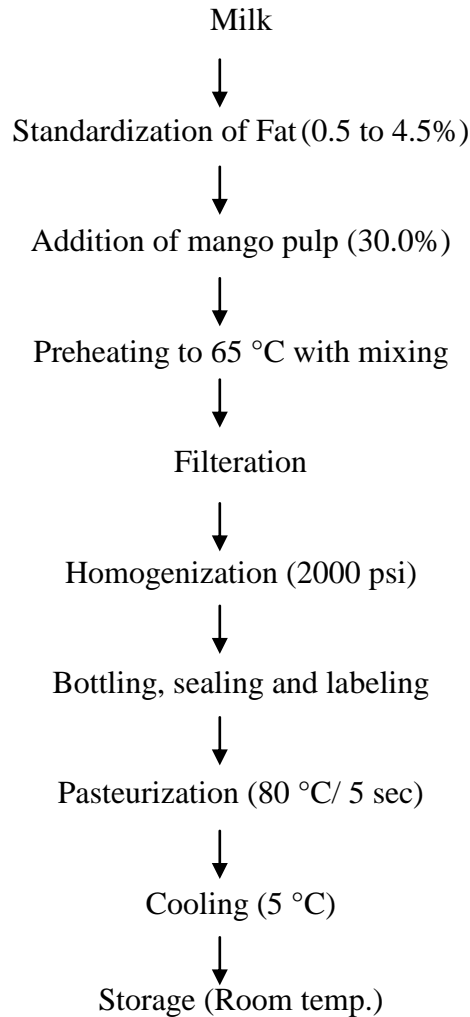 Milk
Standardization of Fat (0.5 to 4.5%)
Addition of mango pulp (30.0%)
Preheating to 65 °C with mixing
Filteration
Homogenization (2000 psi)
Bottling, sealing and labeling
Pasteurization (80 °C/ 5 sec)
Cooling (5 °C)
Storage (Room temp.)